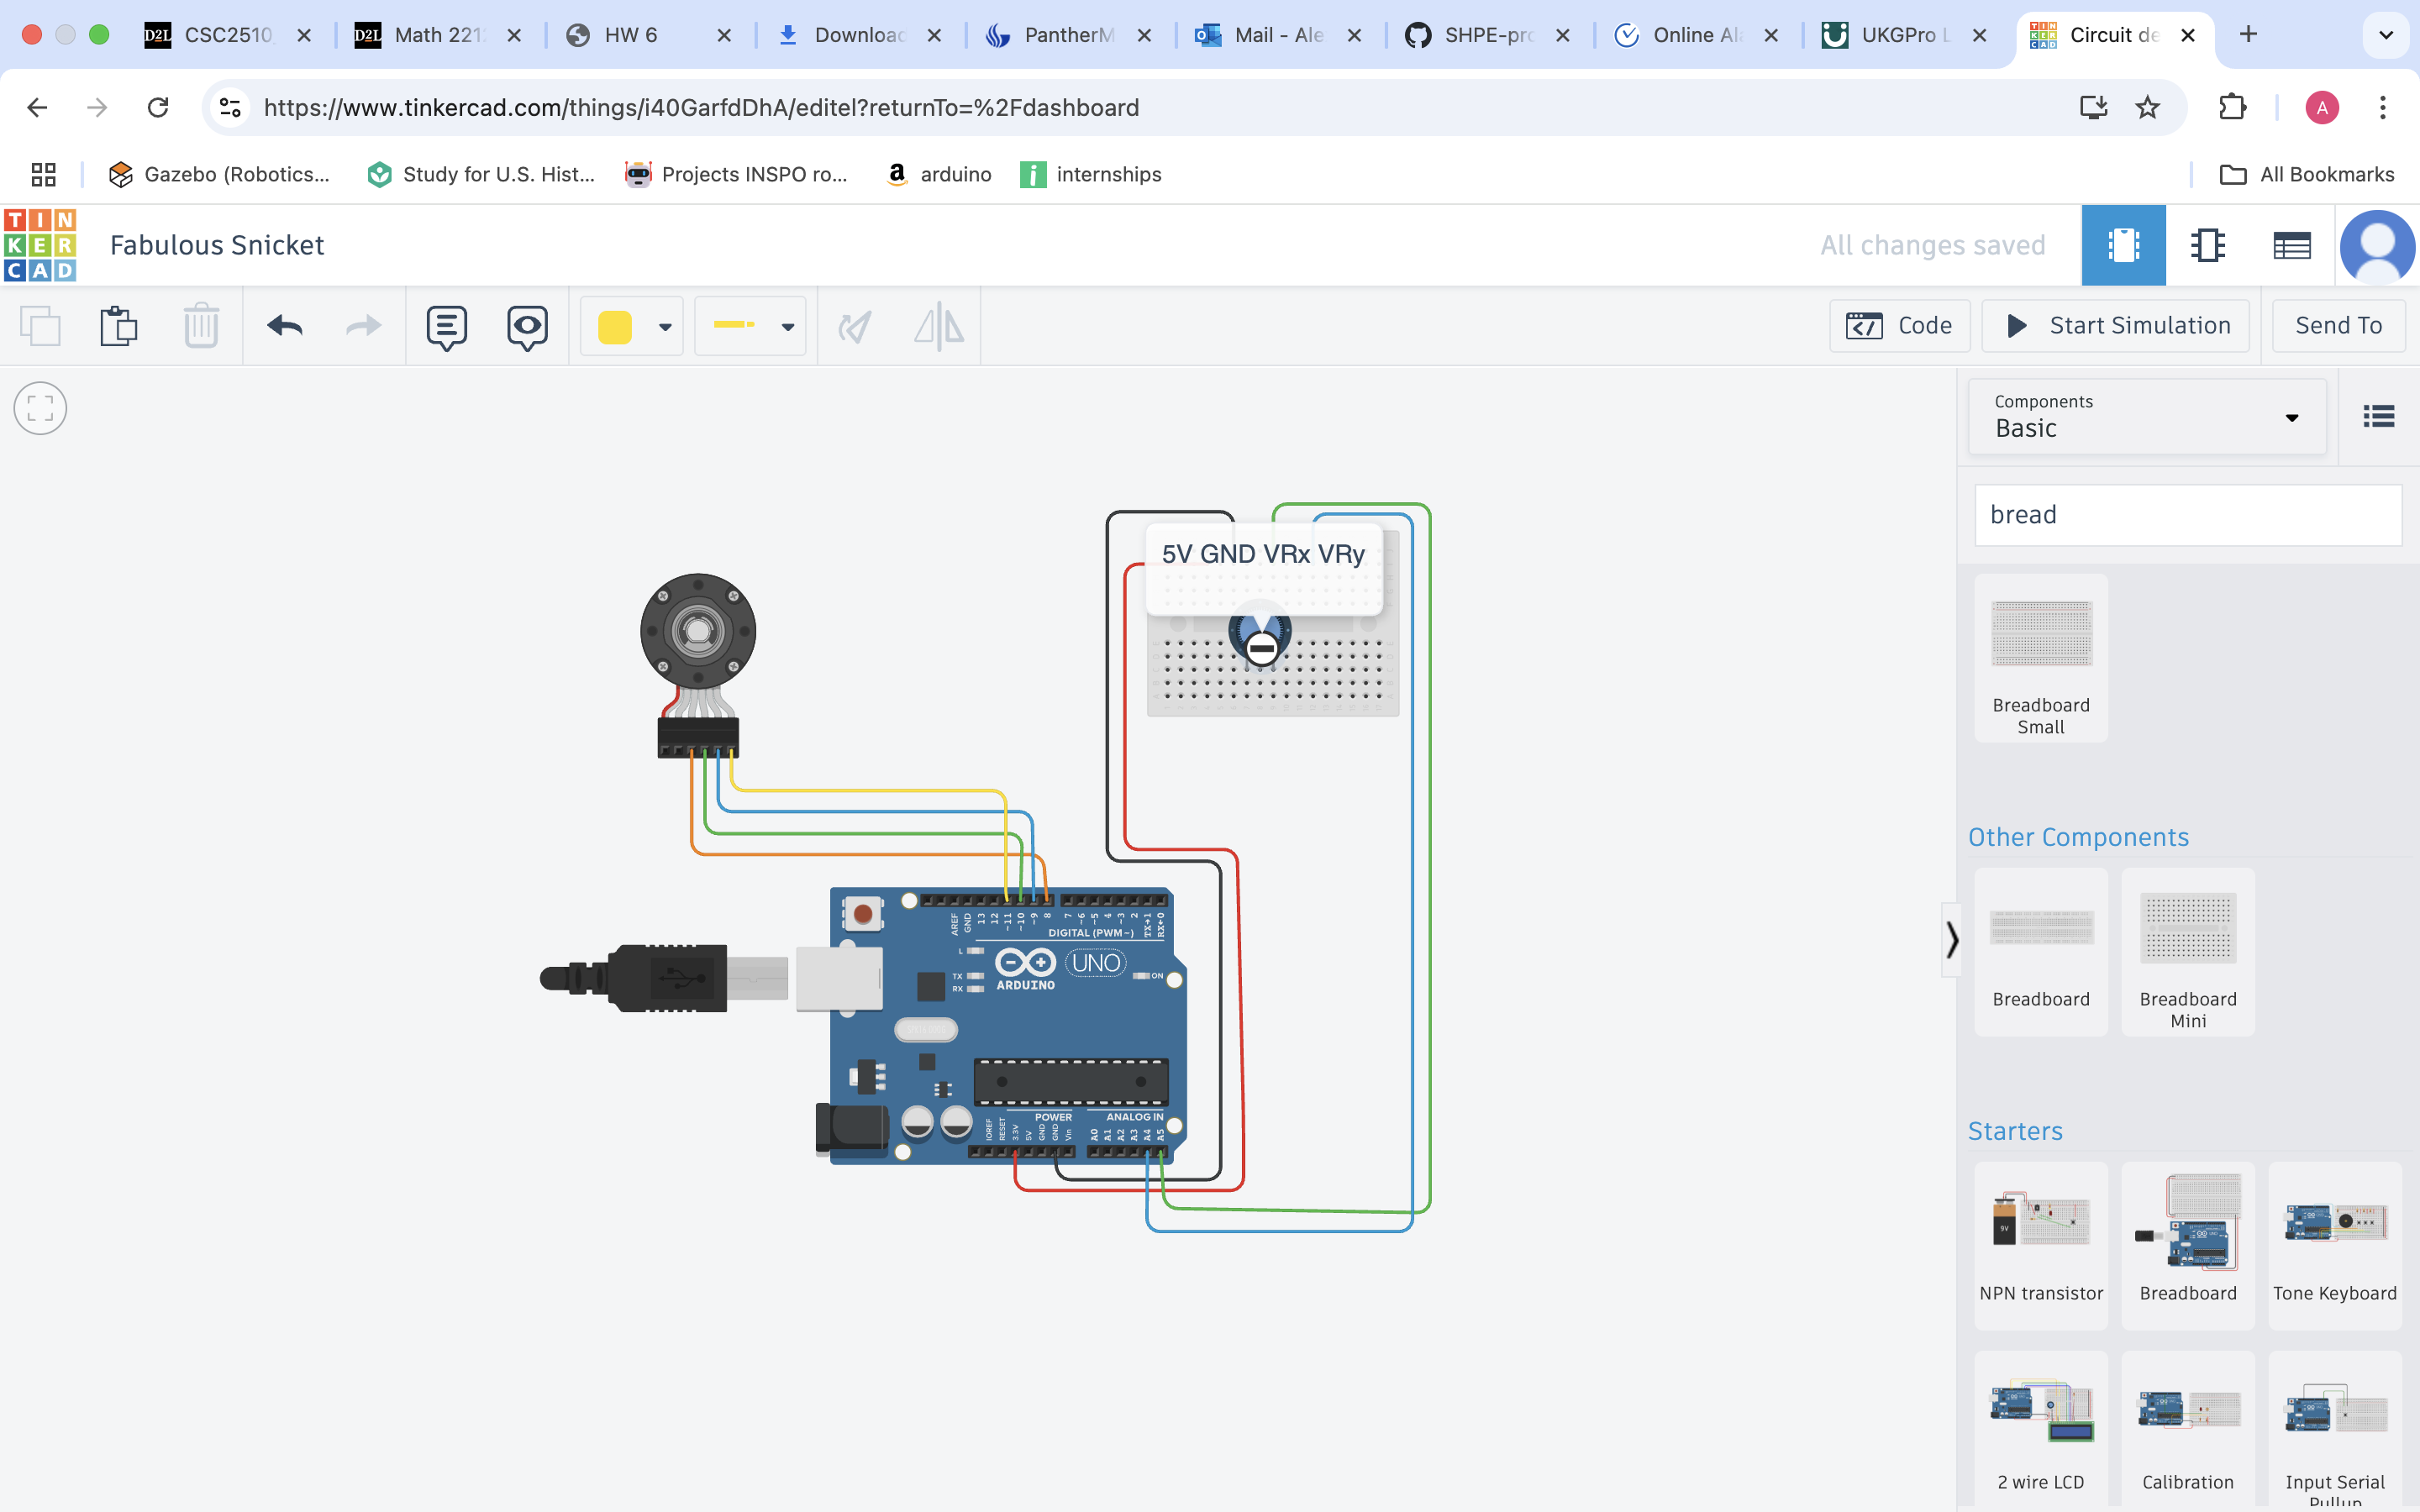 D2L CSC2510
D2L Math 221
HW 6
Downloa
PantherM
Mail - Ale
SHPE-pro
Online Al
UKGPro L
Circuit de
https://www.tinkercad.com/things/i40GarfdDhA/editel?returnTo=%2Fdashboard
A
Gazebo (Robotics...
Study for U.S. Hist...
Projects INSPO ro...
a arduino
i internships
All Bookmarks
TIN
KER
CAD
Fabulous Snicket
All changes saved
Code
Start Simulation
Send To
Components
Basic
bread
5V GND VRx VRy
Breadboard
Small
Other Components
Breadboard
Breadboard
Mini
Starters
NPN transistor
Breadboard
Tone Keyboard
2 wire LCD
Calibration
Input Serial
Pullup
AREF
GND
13
12
~11
~10
~9
8
7
~6
~5
4
~3
2
TX→1
RX←0
DIGITAL (PWM~)
L
TX
RX
UNO
ARDUINO
ON
POWER
ANALOG IN
IOREF
RESET
3.3V
5V
GND
GND
Vin
A0
A1
A2
A3
A4
A5
9V